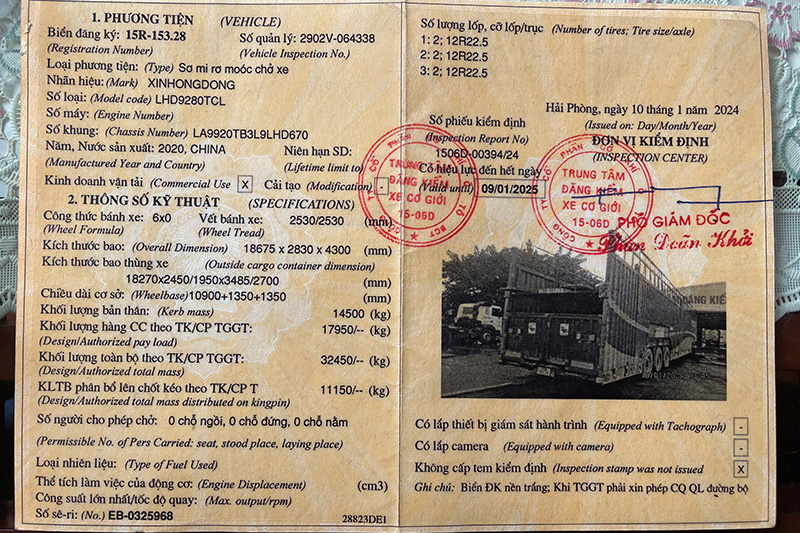 1. PHƯƠNG TIỆN (VEHICLE)
Biển đăng ký: 15R-153.28 Số quản lý: 2902V-064338
(Registration Number) (Vehicle Inspection No.)
Loại phương tiện: (Type) Sơ mi rơ moóc chở xe
Nhãn hiệu: (Mark) XINHONGDONG
Số loại: (Model code) LHD9280TCL
Số máy: (Engine Number)
Số khung: (Chassis Number) LA9920TB3L9LHD670
Năm, Nước sản xuất: 2020, CHINA Niên hạn SD:
(Manufactured Year and Country) (Lifetime limit to)
Kinh doanh vận tải (Commercial Use X Cải tạo (Modification) -
2. THÔNG SỐ KỸ THUẬT (SPECIFICATIONS)
Công thức bánh xe: 6x0 Vết bánh xe: 2530/2530 (mm)
(Wheel Formula) (Wheel Tread)
Kích thước bao: (Overall Dimension) 18675 x 2830 x 4300 (mm)
Kích thước bao thùng xe (Outside cargo container dimension)
18270x2450/1950x3485/2700 (mm)
Chiều dài cơ sở: (Wheelbase) 10900+1350+1350 (mm)
Khối lượng bản thân: (Kerb mass) 14500 (kg)
Khối lượng hàng CC theo TK/CP TGGT: 17950/-- (kg)
(Design/Authorized pay load)
Khối lượng toàn bộ theo TK/CP TGGT: 32450/-- (kg)
(Design/Authorized total mass)
KLTB phân bố lên chốt kéo theo TK/CP T 11150/-- (kg)
(Design/Authorized total mass distributed on kingpin)
Số người cho phép chở: 0 chỗ ngồi, 0 chỗ đứng, 0 chỗ nằm
(Permissible No. of Pers Carried: seat, stood place, laying place)
Loại nhiên liệu: (Type of Fuel Used)
Thể tích làm việc của động cơ: (Engine Displacement) (cm3)
Công suất lớn nhất/tốc độ quay: (Max. output/rpm)
Số sê-ri: (No.) EB-0325968 28823DE1
Số lượng lốp, cỡ lốp/trục (Number of tires; Tire size/axle)
1: 2; 12R22.5
2: 2; 12R22.5
3: 2; 12R22.5
Hải Phòng, ngày 10 tháng 1 năm 2024
Số phiếu kiểm định (Issued on: Day/Month/Year)
(Inspection Report No) ĐƠN VỊ KIỂM ĐỊNH
1506D-00394/24 (INSPECTION CENTER)
Có hiệu lực đến hết ngày
(Valid until) 09/01/2025
TRUNG TÂM
ĐĂNG KIỂM
XE CƠ GIỚI
15-06D
TRUNG TÂM
ĐĂNG KIỂM
XE CƠ GIỚI
15-06D
PHÓ GIÁM ĐỐC
Phan Doãn Khởi
ĐĂNG KIỂ
Có lắp thiết bị giám sát hành trình (Equipped with Tachograph) -
Có lắp camera (Equipped with camera) -
Không cấp tem kiểm định (Inspection stamp was not issued X
Ghi chú: Biển ĐK nền trắng; Khi TGGT phải xin phép CQ QL đường bộ